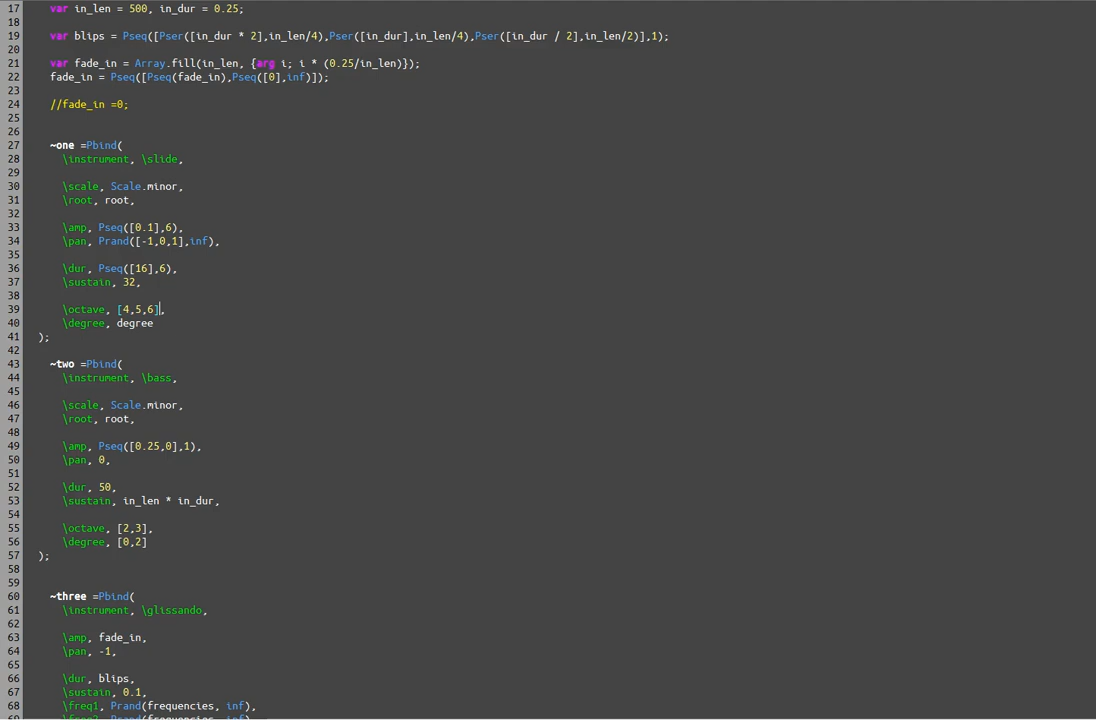 17 var in_len = 500, in_dur = 0.25;
18
19 var blips = Pseq([Pser([in_dur * 2],in_len/4),Pser([in_dur],in_len/4),Pser([in_dur / 2],in_len/2)],1);
20
21 var fade_in = Array.fill(in_len, {arg i; i * (0.25/in_len)});
22 fade_in = Pseq([Pseq(fade_in),Pseq([0],inf)]);
23
24 //fade_in =0;
25
26
27 ~one =Pbind(
28 \instrument, \slide,
29
30 \scale, Scale.minor,
31 \root, root,
32
33 \amp, Pseq([0.1],6),
34 \pan, Prand([-1,0,1],inf),
35
36 \dur, Pseq([16],6),
37 \sustain, 32,
38
39 \octave, [4,5,6],
40 \degree, degree
41 );
42
43 ~two =Pbind(
44 \instrument, \bass,
45
46 \scale, Scale.minor,
47 \root, root,
48
49 \amp, Pseq([0.25,0],1),
50 \pan, 0,
51
52 \dur, 50,
53 \sustain, in_len * in_dur,
54
55 \octave, [2,3],
56 \degree, [0,2]
57 );
58
59
60 ~three =Pbind(
61 \instrument, \glissando,
62
63 \amp, fade_in,
64 \pan, -1,
65
66 \dur, blips,
67 \sustain, 0.1,
68 \freq1, Prand(frequencies, inf),
69 \freq2, Prand(frequencies, inf)